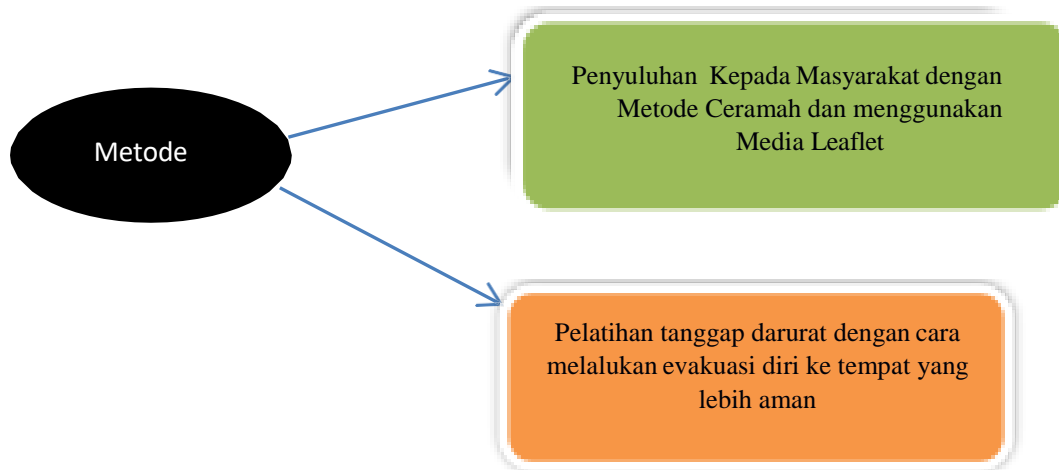 Metode
Penyuluhan Kepada Masyarakat dengan
Metode Ceramah dan menggunakan
Media Leaflet
Pelatihan tanggap darurat dengan cara
melalukan evakuasi diri ke tempat yang
lebih aman